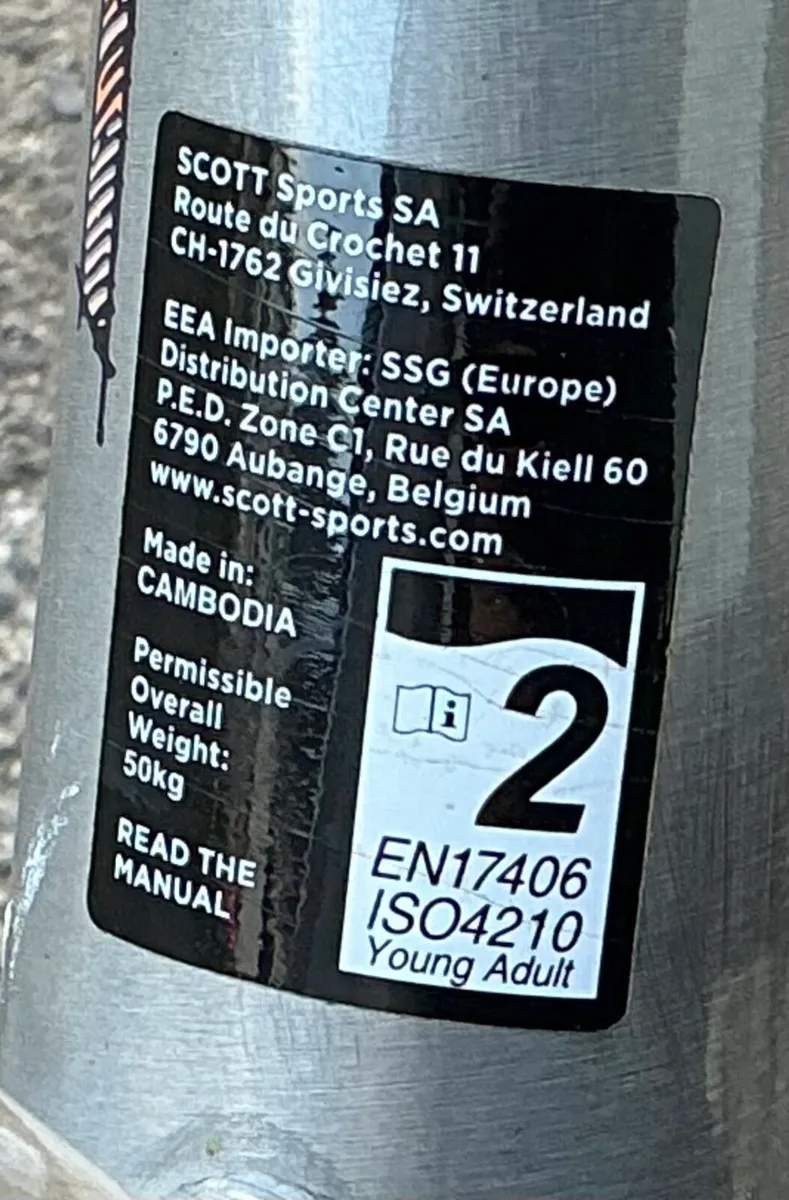 SCOTT Sports SA
Route du Crochet 11
CH-1762 Givisiez, Switzerland
EEA Importer: SSG (Europe)
Distribution Center SA
P.E.D. Zone C1, Rue du Kiell 60
6790 Aubange, Belgium
www.scott-sports.com
Made in:
CAMBODIA
Permissible
Overall
Weight:
50kg
READ THE
MANUAL
i
2
EN17406
ISO4210
Young Adult